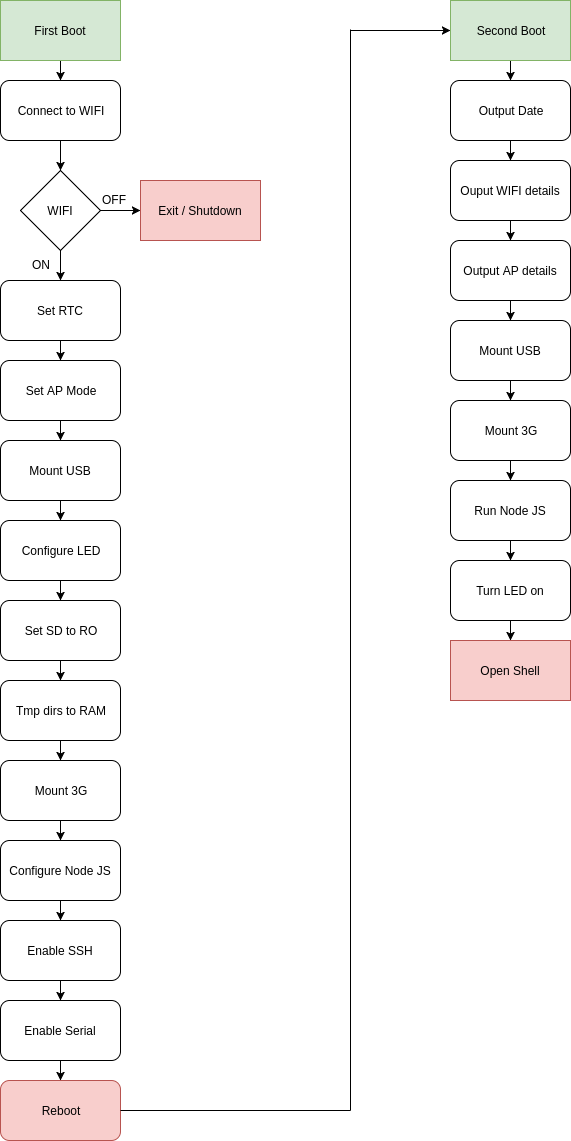 First Boot
Connect to WIFI
WIFI
OFF
Exit / Shutdown
ON
Set RTC
Set AP Mode
Mount USB
Configure LED
Set SD to RO
Tmp dirs to RAM
Mount 3G
Configure Node JS
Enable SSH
Enable Serial
Reboot
Second Boot
Output Date
Ouput WIFI details
Output AP details
Mount USB
Mount 3G
Run Node JS
Turn LED on
Open Shell